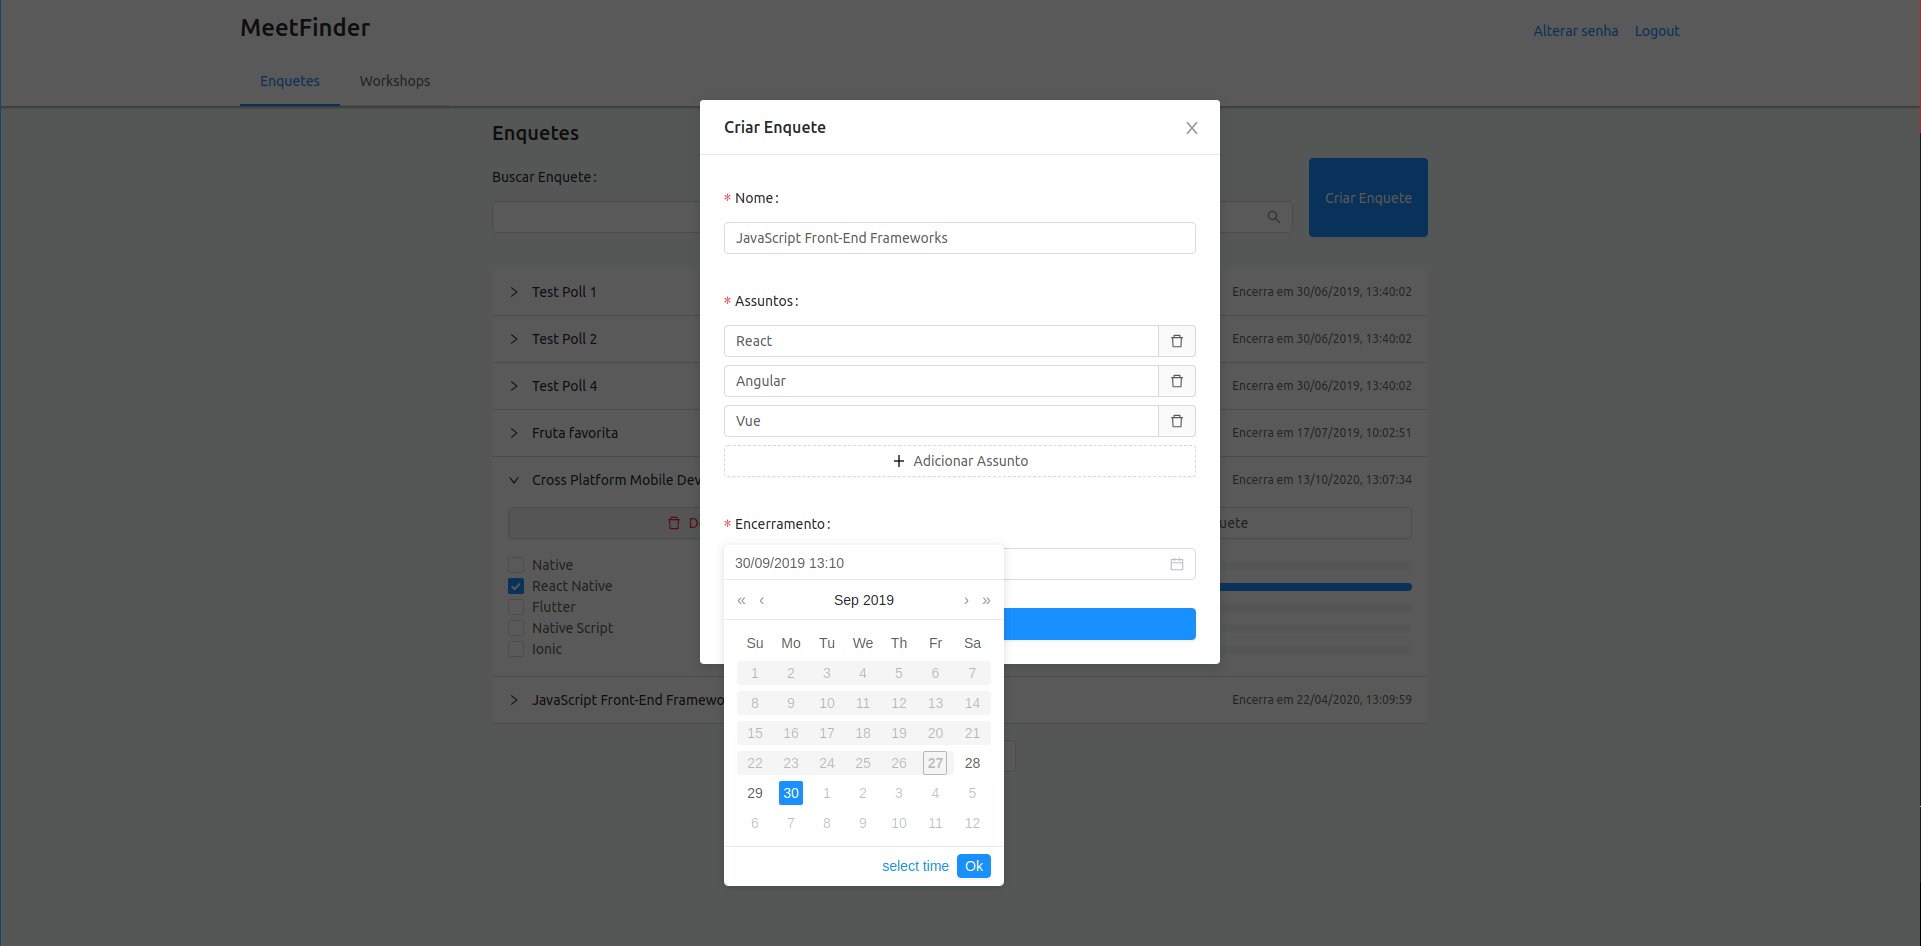 MeetFinder
Alterar senha Logout
Enquetes Workshops
Enquetes
Buscar Enquete:
Criar Enquete
Test Poll 1 Encerra em 30/06/2019, 13:40:02
Test Poll 2 Encerra em 30/06/2019, 13:40:02
Test Poll 4 Encerra em 30/06/2019, 13:40:02
Fruta favorita Encerra em 17/07/2019, 10:02:51
Cross Platform Mobile Dev Encerra em 13/10/2020, 13:07:34
D uete
Native
React Native
Flutter
Native Script
Ionic
JavaScript Front-End Framewo Encerra em 22/04/2020, 13:09:59
Criar Enquete
* Nome:
JavaScript Front-End Frameworks
* Assuntos:
React
Angular
Vue
+ Adicionar Assunto
* Encerramento:
30/09/2019 13:10
« ‹ Sep 2019 › »
Su Mo Tu We Th Fr Sa
1 2 3 4 5 6 7
8 9 10 11 12 13 14
15 16 17 18 19 20 21
22 23 24 25 26 27 28
29 30 1 2 3 4 5
6 7 8 9 10 11 12
select time Ok